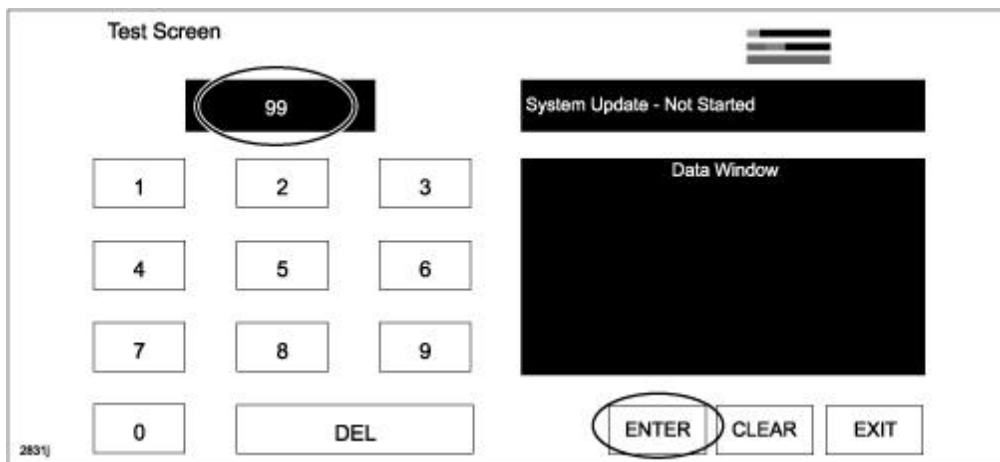 Test Screen
99
System Update - Not Started
Data Window
1 2 3
4 5 6
7 8 9
0 DEL
ENTER CLEAR EXIT
2831j